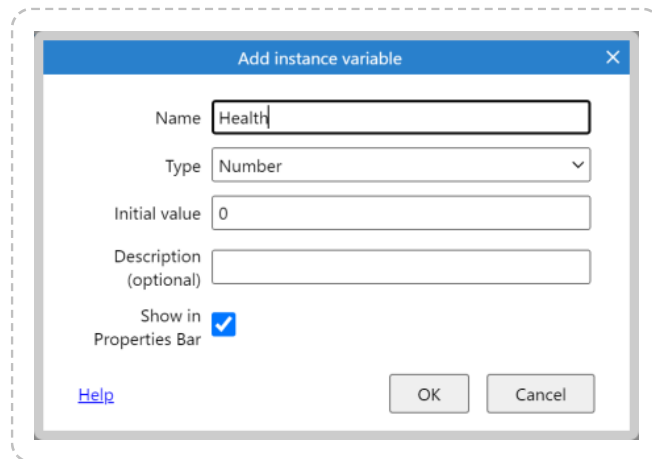 Add instance variable
Name Health
Type Number
Initial value 0
Description
(optional)
Show in
Properties Bar
Help OK Cancel